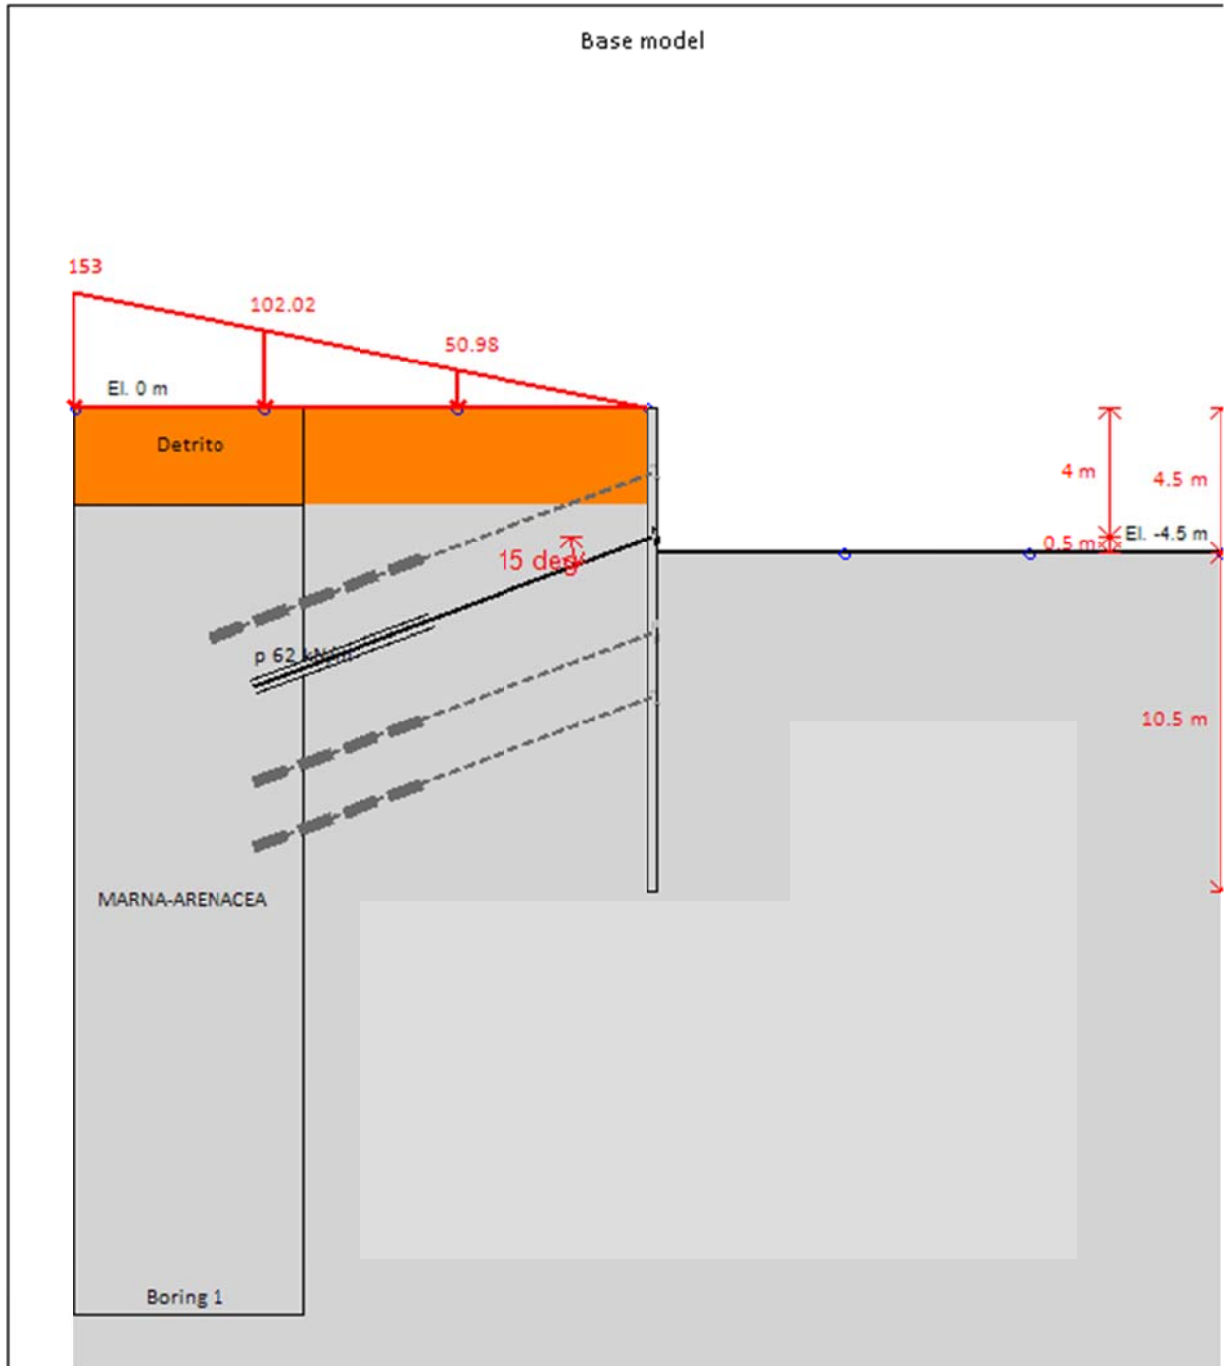 Base model
153
102.02
50.98
El. 0 m
Detrito
4 m
4.5 m
0.5 m
El. -4.5 m
15 deg
p 62
10.5 m
MARNA-ARENACEA
Boring 1